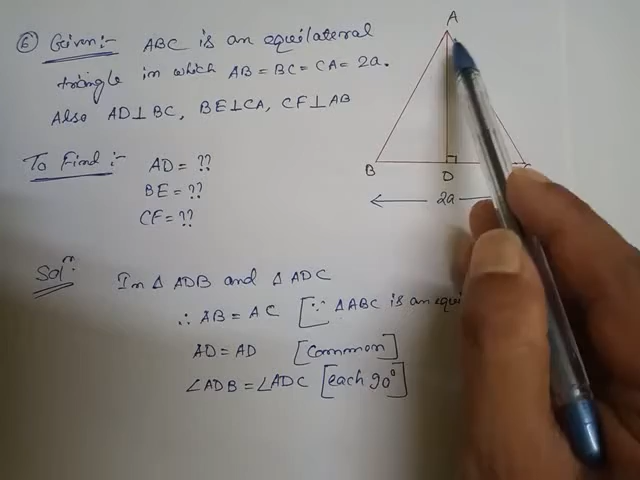 6 Given:- ABC is an equilateral
triangle in which AB = BC = CA = 2a.
Also AD⊥BC, BE⊥CA, CF⊥AB
To Find:- AD = ??
BE = ??
CF = ??
Solⁿ:
In △ ADB and △ ADC
∴ AB = AC [∵ △ABC is an equi
AD = AD [Common]
∠ADB = ∠ADC [each 90°]
A
B
D
2a